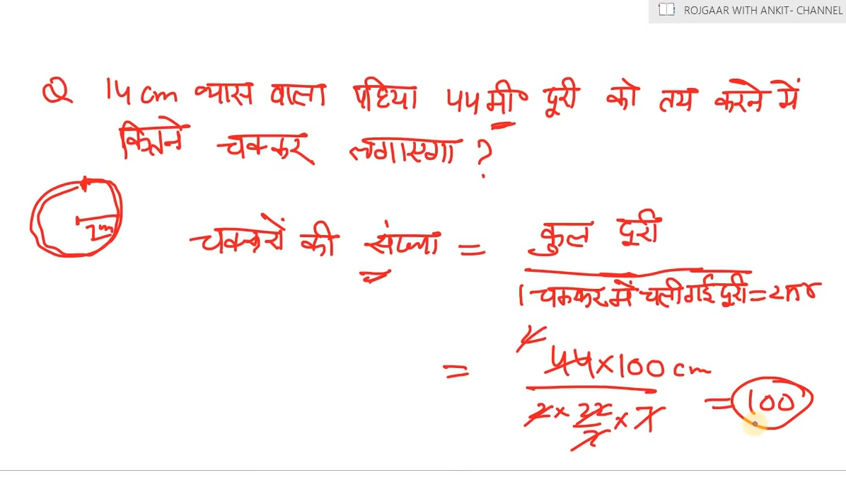 ROJGAAR WITH ANKIT- CHANNEL
Q 14 cm व्यास वाला पहिया 44 मी० दूरी को तय करने में
कितने चक्कर लगाएगा ?
7cm
चक्करों की संख्या = कुल दूरी
1 चक्कर में चली गई दूरी = 2πr
= 44 × 100 cm
2 × 22/7 × 7
= 100